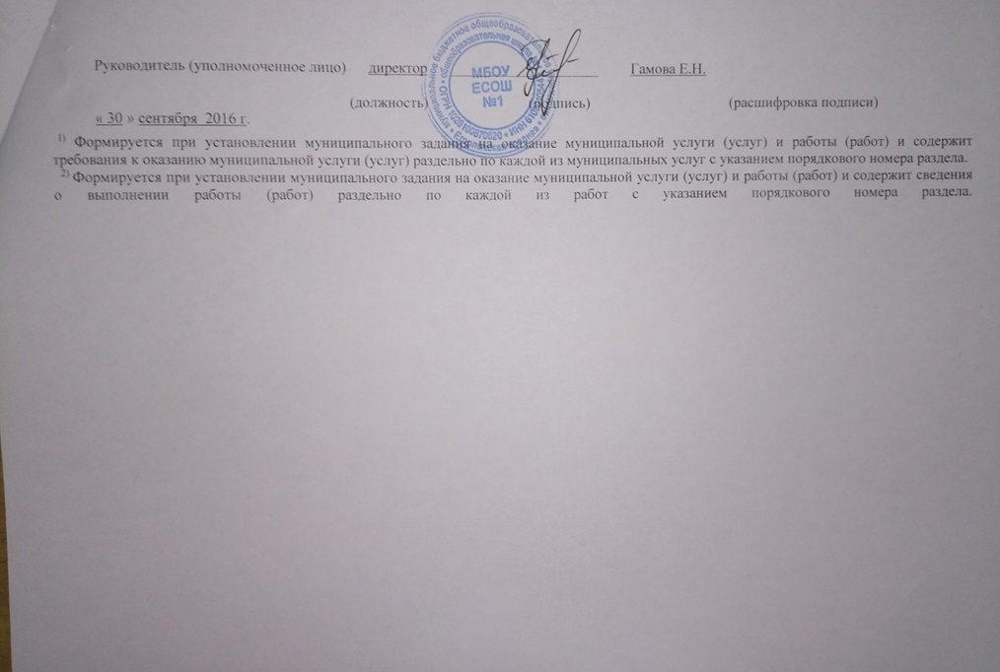 Руководитель (уполномоченное лицо) директор Гамова Е.Н.
(должность) (подпись) (расшифровка подписи)
« 30 » сентября 2016 г.
МБОУ
ЕСОШ
№1
1) Формируется при установлении муниципального задания на оказание муниципальной услуги (услуг) и работы (работ) и содержит
требования к оказанию муниципальной услуги (услуг) раздельно по каждой из муниципальных услуг с указанием порядкового номера раздела.
2) Формируется при установлении муниципального задания на оказание муниципальной услуги (услуг) и работы (работ) и содержит сведения
о выполнении работы (работ) раздельно по каждой из работ с указанием порядкового номера раздела.